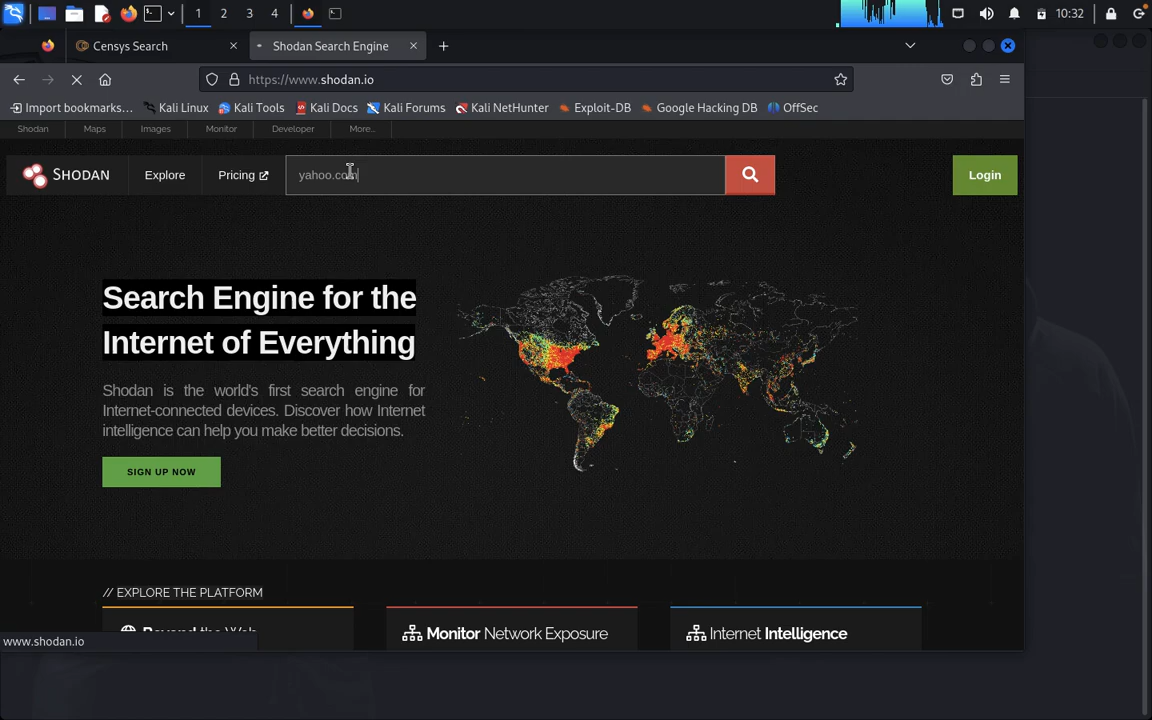 1 2 3 4 10:32
Censys Search Shodan Search Engine
https://www.shodan.io
Import bookmarks... Kali Linux Kali Tools Kali Docs Kali Forums Kali NetHunter Exploit-DB Google Hacking DB OffSec
Shodan Maps Images Monitor Developer More...
SHODAN Explore Pricing yahoo.com Login
Search Engine for the
Internet of Everything
Shodan is the world's first search engine for
Internet-connected devices. Discover how Internet
intelligence can help you make better decisions.
SIGN UP NOW
// EXPLORE THE PLATFORM
Beyond the Web
Monitor Network Exposure
Internet Intelligence
www.shodan.io